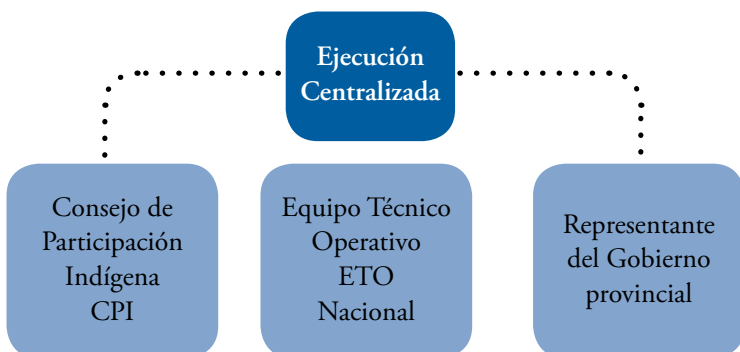 Ejecución
Centralizada
Consejo de
Participación
Indígena
CPI
Equipo Técnico
Operativo
ETO
Nacional
Representante
del Gobierno
provincial